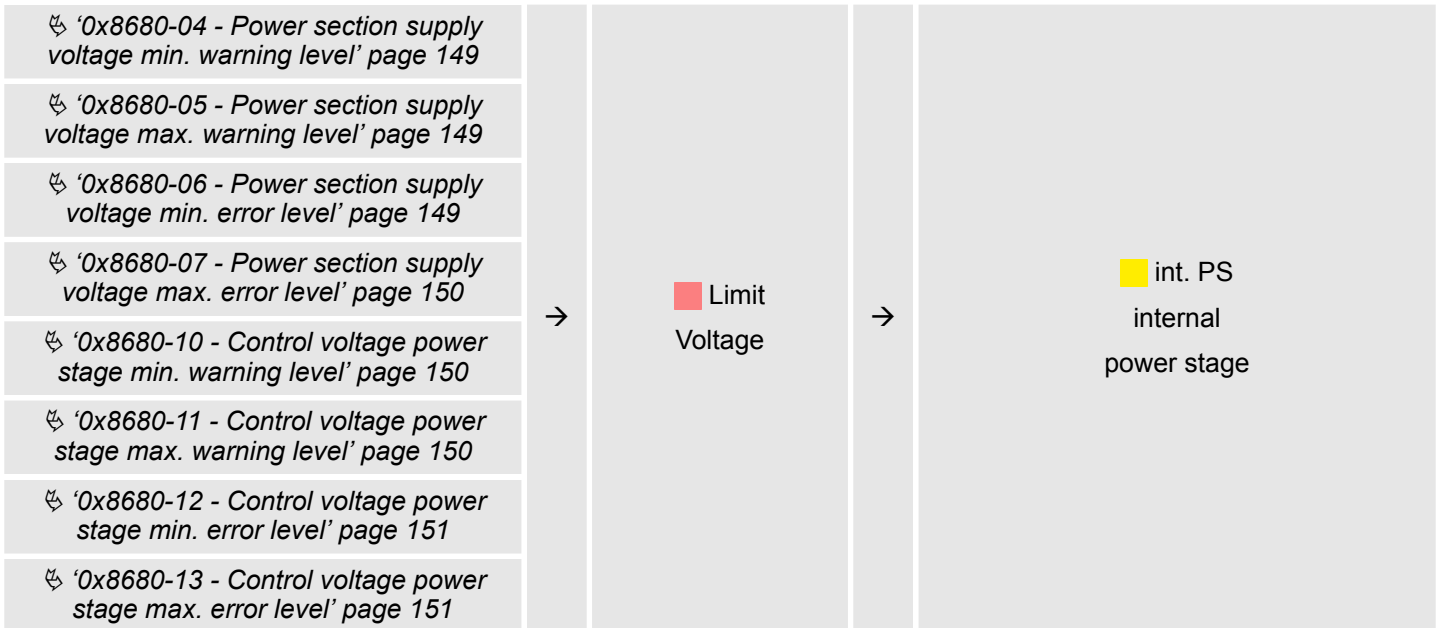 ↳ ‘0x8680-04 - Power section supply
voltage min. warning level’ page 149
↳ ‘0x8680-05 - Power section supply
voltage max. warning level’ page 149
↳ ‘0x8680-06 - Power section supply
voltage min. error level’ page 149
↳ ‘0x8680-07 - Power section supply
voltage max. error level’ page 150
↳ ‘0x8680-10 - Control voltage power
stage min. warning level’ page 150
↳ ‘0x8680-11 - Control voltage power
stage max. warning level’ page 150
↳ ‘0x8680-12 - Control voltage power
stage min. error level’ page 151
↳ ‘0x8680-13 - Control voltage power
stage max. error level’ page 151
→
Limit
Voltage
→
int. PS
internal
power stage